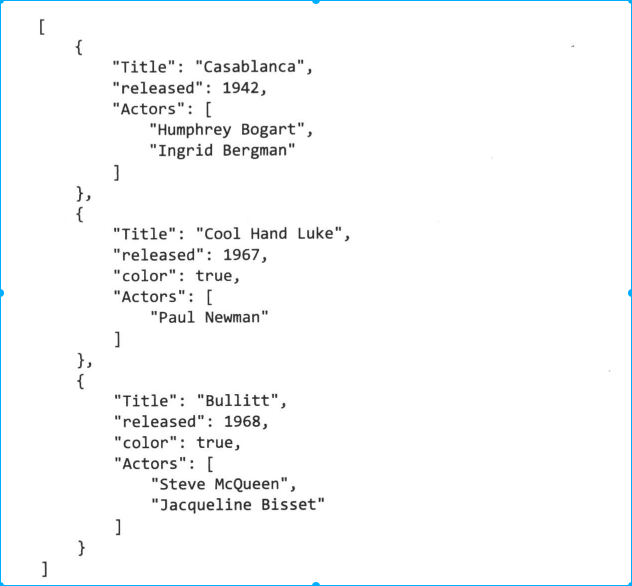 [
    {
        "Title": "Casablanca",
        "released": 1942,
        "Actors": [
            "Humphrey Bogart",
            "Ingrid Bergman"
        ]
    },
    {
        "Title": "Cool Hand Luke",
        "released": 1967,
        "color": true,
        "Actors": [
            "Paul Newman"
        ]
    },
    {
        "Title": "Bullitt",
        "released": 1968,
        "color": true,
        "Actors": [
            "Steve McQueen",
            "Jacqueline Bisset"
        ]
    }
]